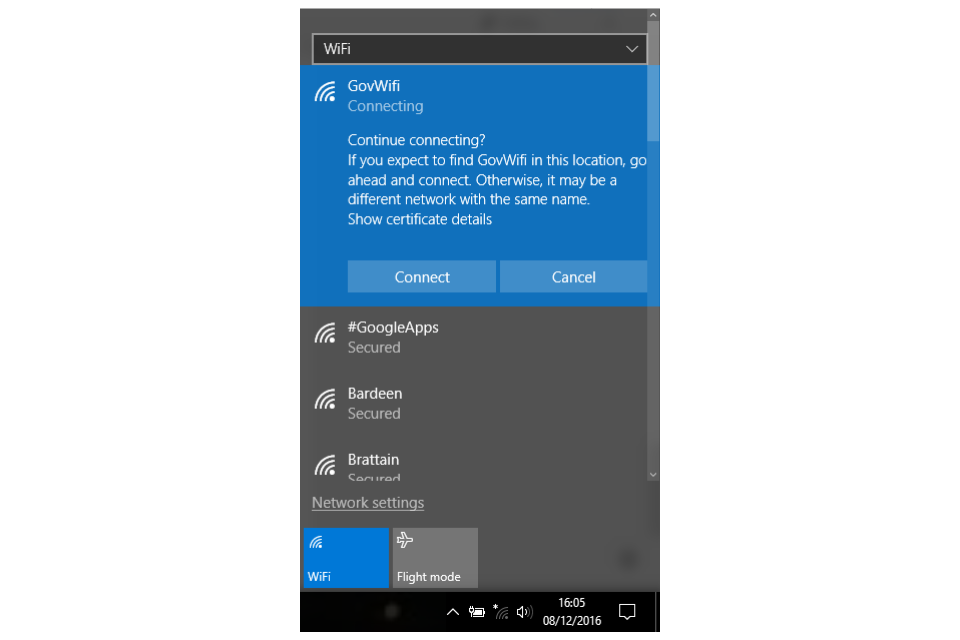 WiFi
GovWifi
Connecting
Continue connecting?
If you expect to find GovWifi in this location, go
ahead and connect. Otherwise, it may be a
different network with the same name.
Show certificate details
Connect Cancel
#GoogleApps
Secured
Bardeen
Secured
Brattain
Secured
Network settings
WiFi Flight mode
16:05
08/12/2016